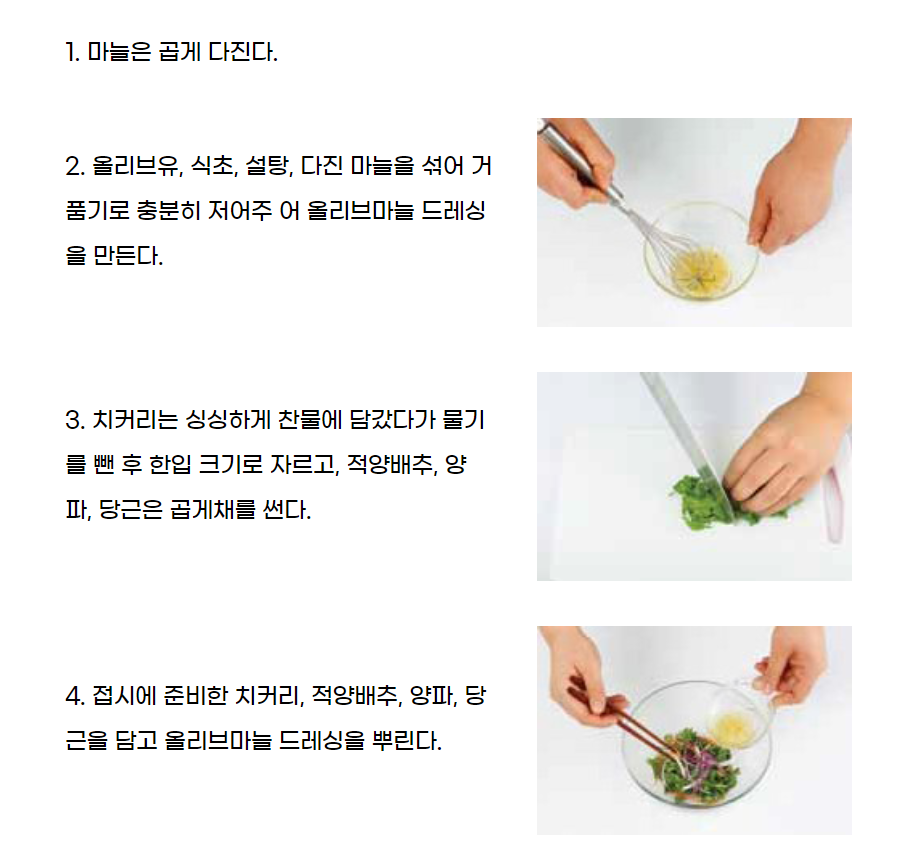 1. 마늘은 곱게 다진다.
2. 올리브유, 식초, 설탕, 다진 마늘을 섞어 거
품기로 충분히 저어주 어 올리브마늘 드레싱
을 만든다.
3. 치커리는 싱싱하게 찬물에 담갔다가 물기
를 뺀 후 한입 크기로 자르고, 적양배추, 양
파, 당근은 곱게채를 썬다.
4. 접시에 준비한 치커리, 적양배추, 양파, 당
근을 담고 올리브마늘 드레싱을 뿌린다.